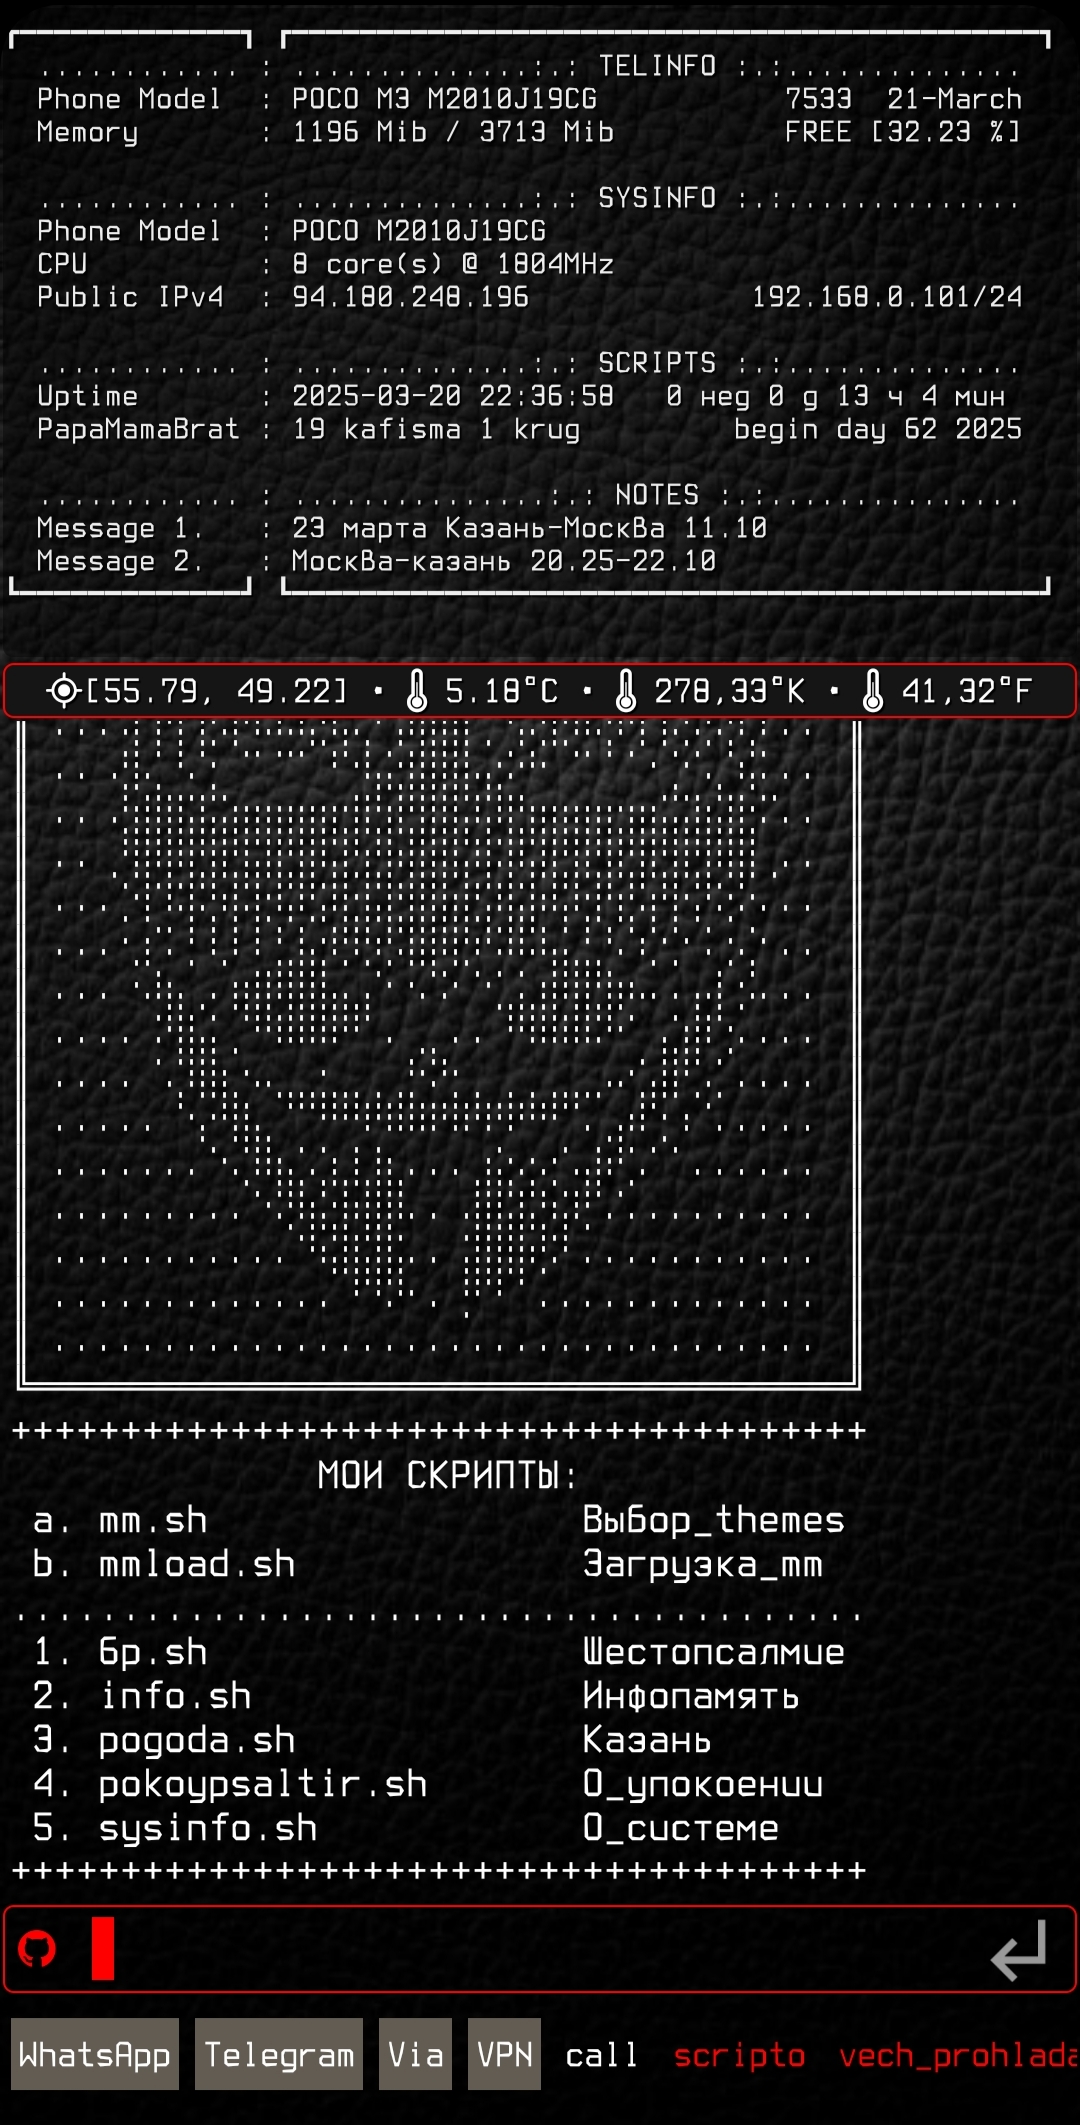 ............ : ...............:.: TELINFO :.:..............
Phone Model : POCO M3 M2010J19CG 7533 21-March
Memory : 1196 Mib / 3713 Mib FREE [32.23 %]
............ : ...............:.: SYSINFO :.:..............
Phone Model : POCO M2010J19CG
CPU : 8 core(s) @ 1804MHz
Public IPv4 : 94.180.248.196 192.168.0.101/24
............ : ...............:.: SCRIPTS :.:..............
Uptime : 2025-03-20 22:36:58 0 нед 0 д 13 ч 4 мин
PapaMamaBrat : 19 kafisma 1 krug begin day 62 2025
............ : ................:.: NOTES :.:...............
Message 1. : 23 марта Казань-Москва 11.10
Message 2. : Москва-казань 20.25-22.10
[55.79, 49.22] · 5.18°C · 278,33°K · 41,32°F
+++++++++++++++++++++++++++++++++++++++
МОИ СКРИПТЫ:
a. mm.sh Выбор_themes
b. mmload.sh Загрузка_mm
.......................................
1. 6p.sh Шестопсалмие
2. info.sh Инфопамять
3. pogoda.sh Казань
4. pokoypsaltir.sh О_упокоении
5. sysinfo.sh О_системе
+++++++++++++++++++++++++++++++++++++++
WhatsApp Telegram Via VPN call scripto vech_prohlada